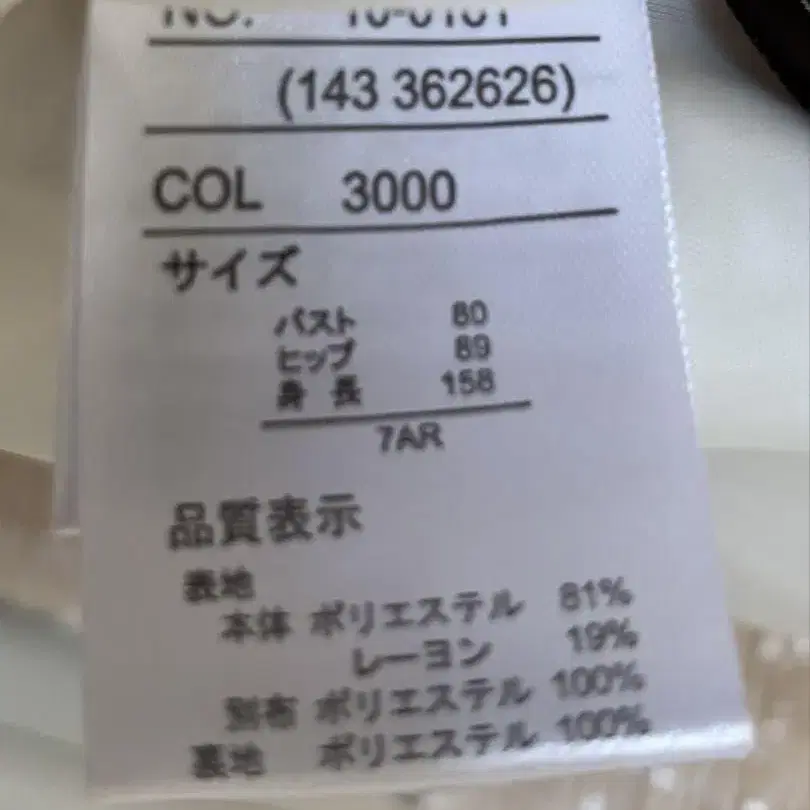 NO. 10-0101
(143 362626)
COL 3000
サイズ
バスト 80
ヒップ 89
身長 158
7AR
品質表示
表地
本体 ポリエステル 81%
レーヨン 19%
別布 ポリエステル 100%
裏地 ポリエステル 100%